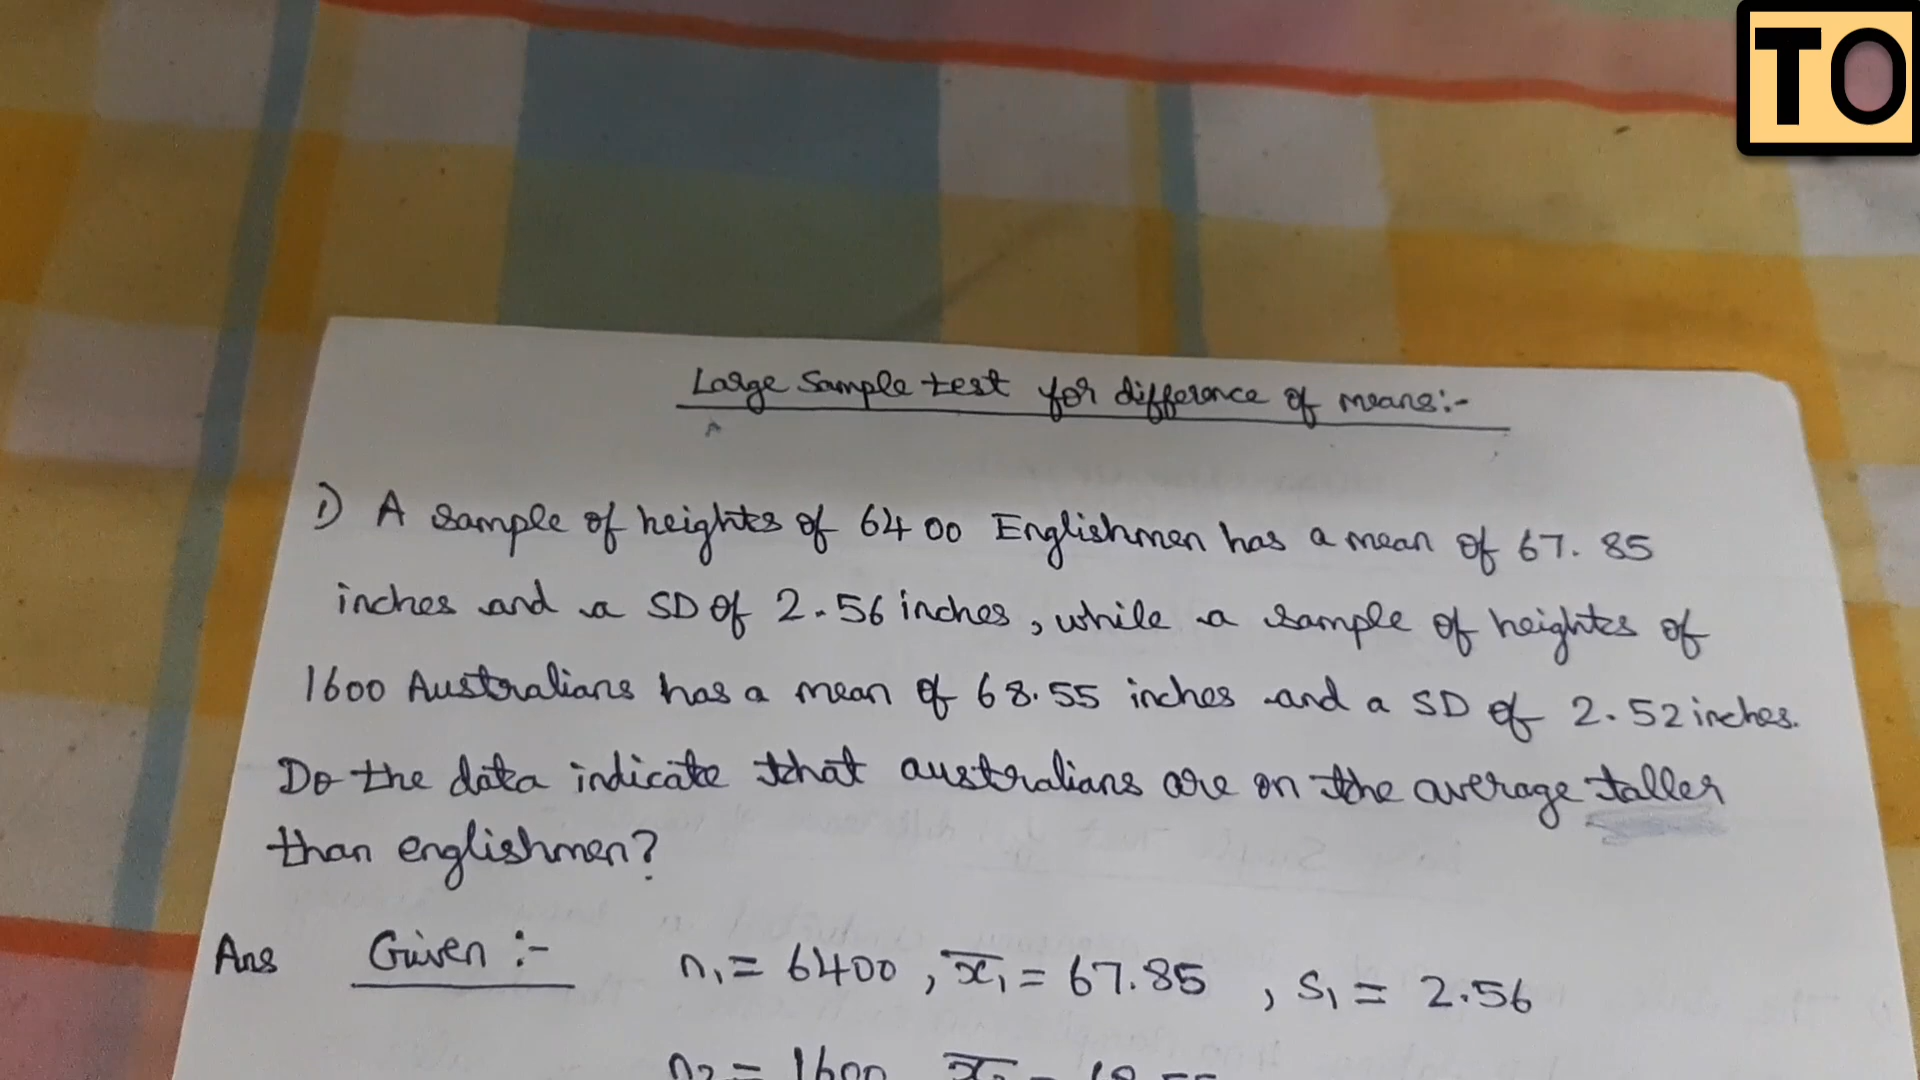 TO
Large Sample test for difference of means:-
1) A sample of heights of 6400 Englishmen has a mean of 67.85
inches and a SD of 2.56 inches, while a sample of heights of
1600 Australians has a mean of 68.55 inches and a SD of 2.52 inches.
Do the data indicate that australians are on the average taller
than englishmen?
Ans Given :- n₁ = 6400, x̄₁ = 67.85, s₁ = 2.56
n₂ = 1600